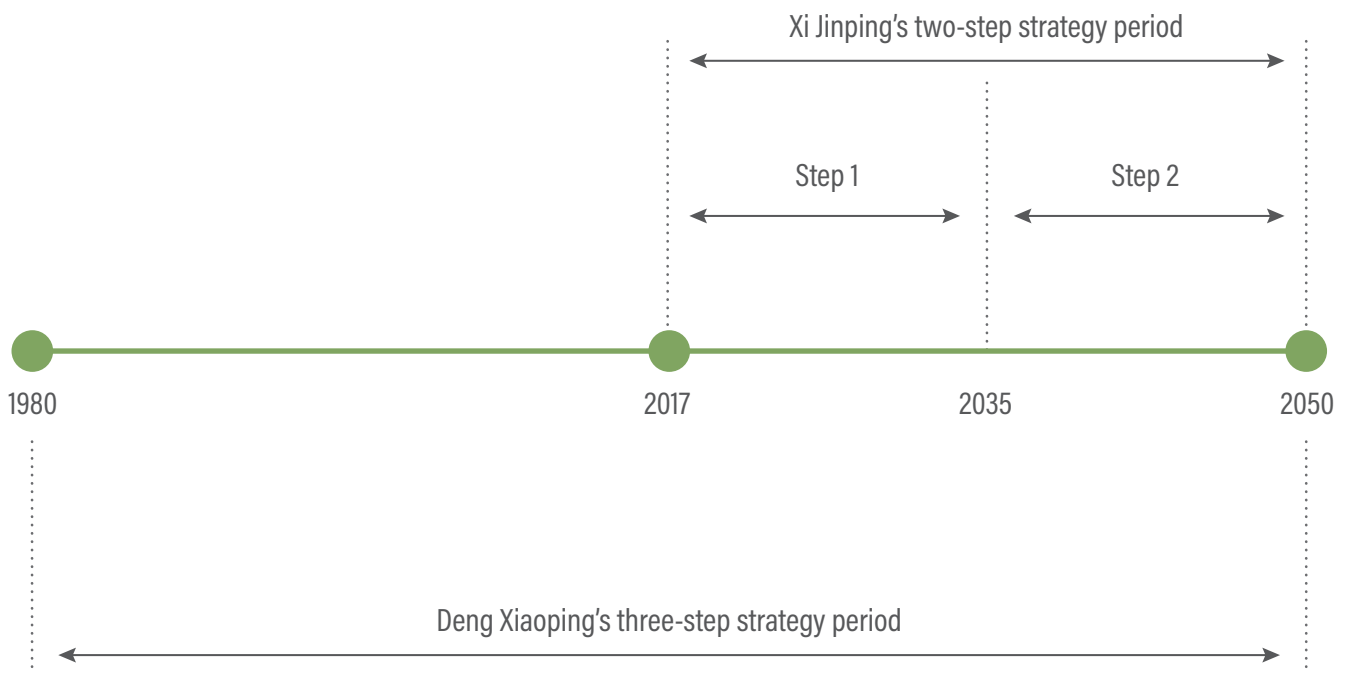 Xi Jinping's two-step strategy period
Step 1
Step 2
1980
2017
2035
2050
Deng Xiaoping's three-step strategy period